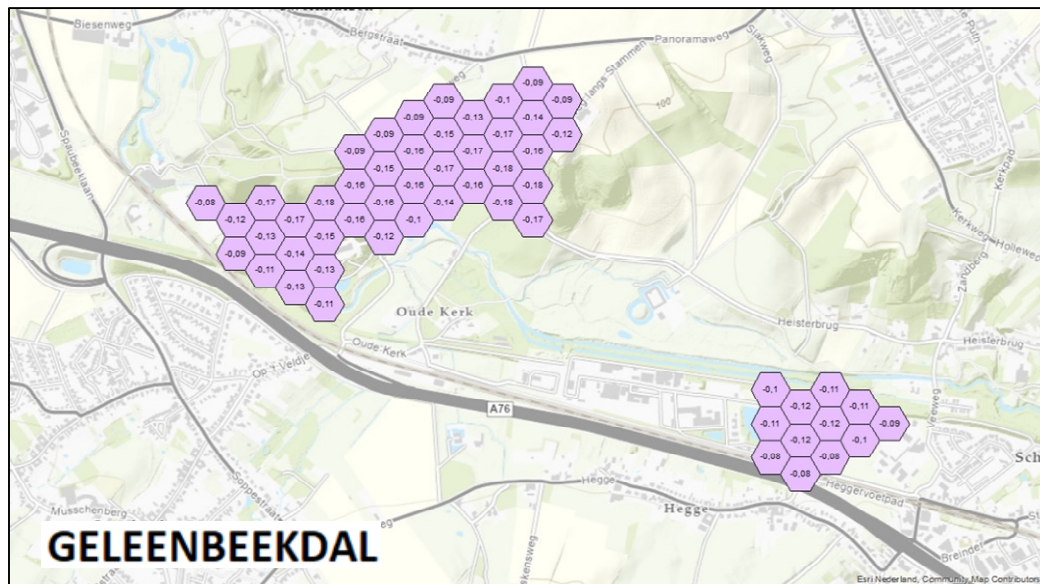 Biesenweg
Bergstraat
Panoramaweg
Slakweg
langs Stammen
100
Spaubeeklaan
Kerkpad
Kerkweg
Holleweg
Zandberg
-0,09
-0,09 -0,1 -0,09
-0,09 -0,13 -0,14
-0,09 -0,15 -0,17 -0,12
-0,09 -0,16 -0,17 -0,16
-0,15 -0,17 -0,18
-0,16 -0,16 -0,16 -0,18
-0,08 -0,17 -0,18 -0,16 -0,14 -0,18
-0,12 -0,17 -0,16 -0,1 -0,17
-0,13 -0,15 -0,12
-0,09 -0,14
-0,11 -0,13
-0,13
-0,11
Oude Kerk
Heisterbrug
Heisterbrug
Oude Kerk
OP 'T Veldje
A76
-0,1 -0,11
-0,12 -0,11
-0,11 -0,12 -0,09
-0,12 -0,1
-0,08 -0,08
-0,08
Veeweg
Sch
Hegge
Heggervoetpad
Hegge
Musschenberg
Soppestraat
Breinder
GELEENBEEKDAL
Esri Nederland, Community Map Contributors